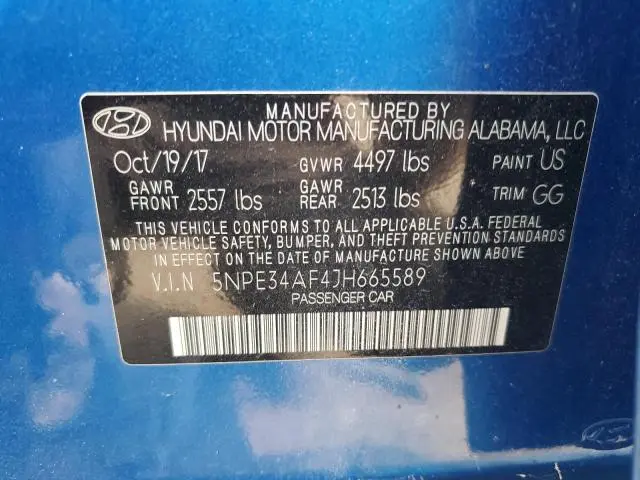 MANUFACTURED BY
HYUNDAI MOTOR MANUFACTURING ALABAMA, LLC
Oct/19/17 GVWR 4497 lbs PAINT US
GAWR FRONT 2557 lbs GAWR REAR 2513 lbs TRIM GG
THIS VEHICLE CONFORMS TO ALL APPLICABLE U.S.A. FEDERAL
MOTOR VEHICLE SAFETY, BUMPER, AND THEFT PREVENTION STANDARDS
IN EFFECT ON THE DATE OF MANUFACTURE SHOWN ABOVE.
V.I.N 5NPE34AF4JH665589
PASSENGER CAR